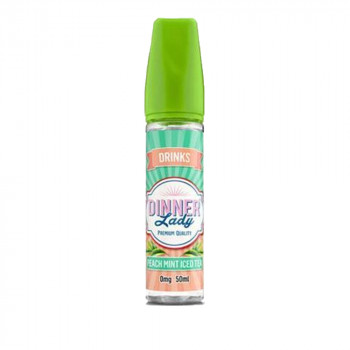 DRINKS
DINNER
Lady
PREMIUM QUALITY
PEACH MINT ICED TEA
0mg 50ml